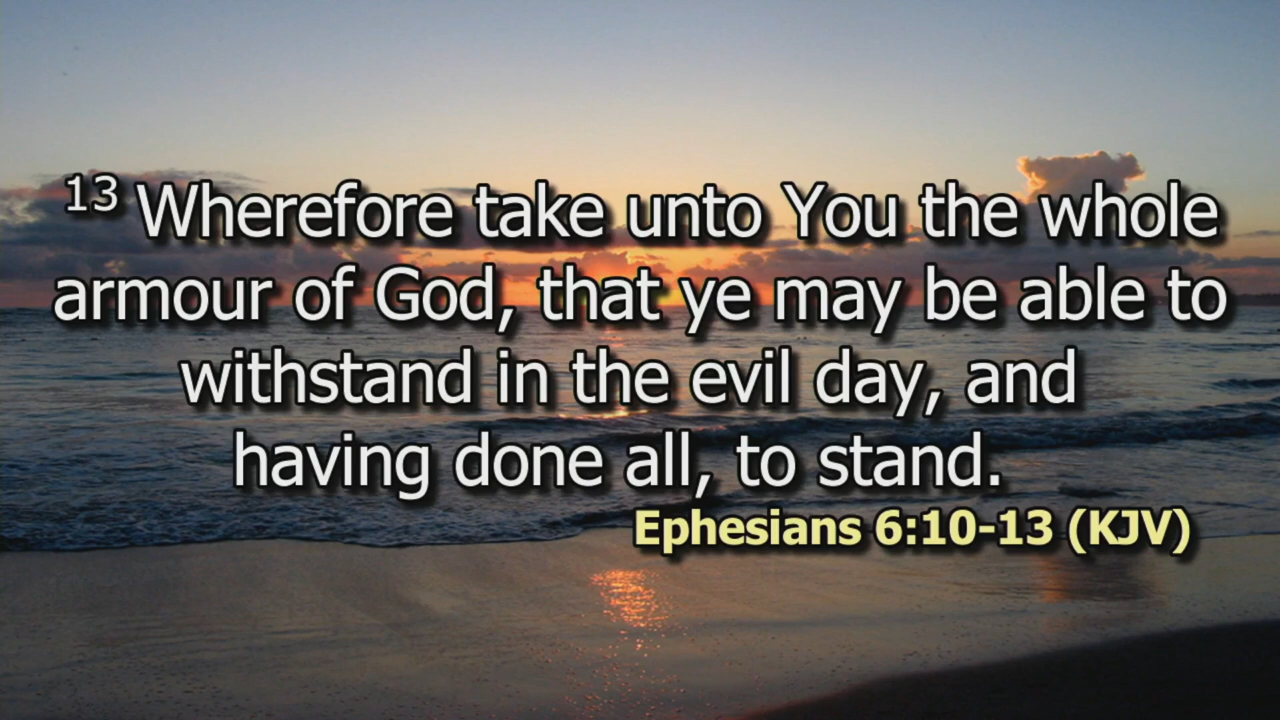 13 Wherefore take unto You the whole
armour of God, that ye may be able to
withstand in the evil day, and
having done all, to stand.
Ephesians 6:10-13 (KJV)